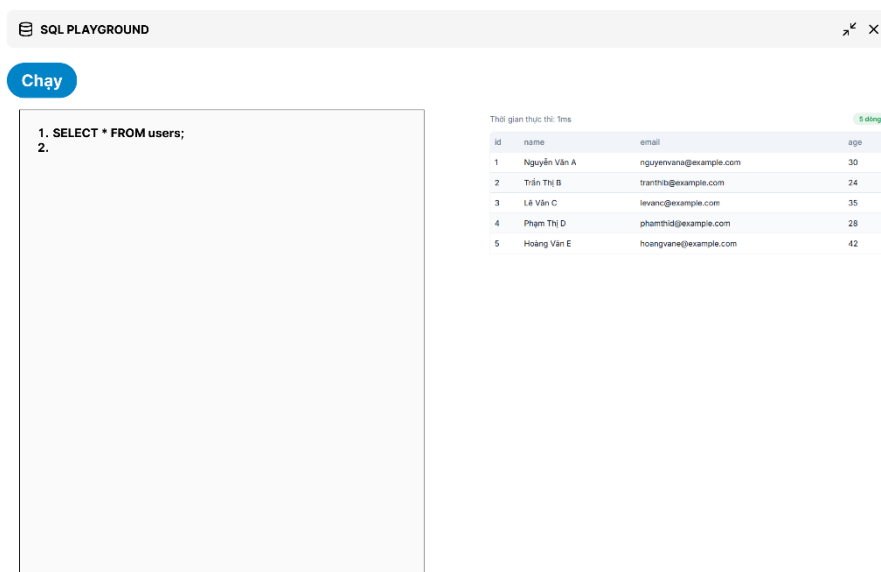 SQL PLAYGROUND
Chạy
1. SELECT * FROM users;
2.
Thời gian thực thi: 1ms
5 dòng
id name email age
1 Nguyễn Văn A nguyenvana@example.com 30
2 Trần Thị B tranthib@example.com 24
3 Lê Văn C levanc@example.com 35
4 Phạm Thị D phamthid@example.com 28
5 Hoàng Văn E hoangvane@example.com 42